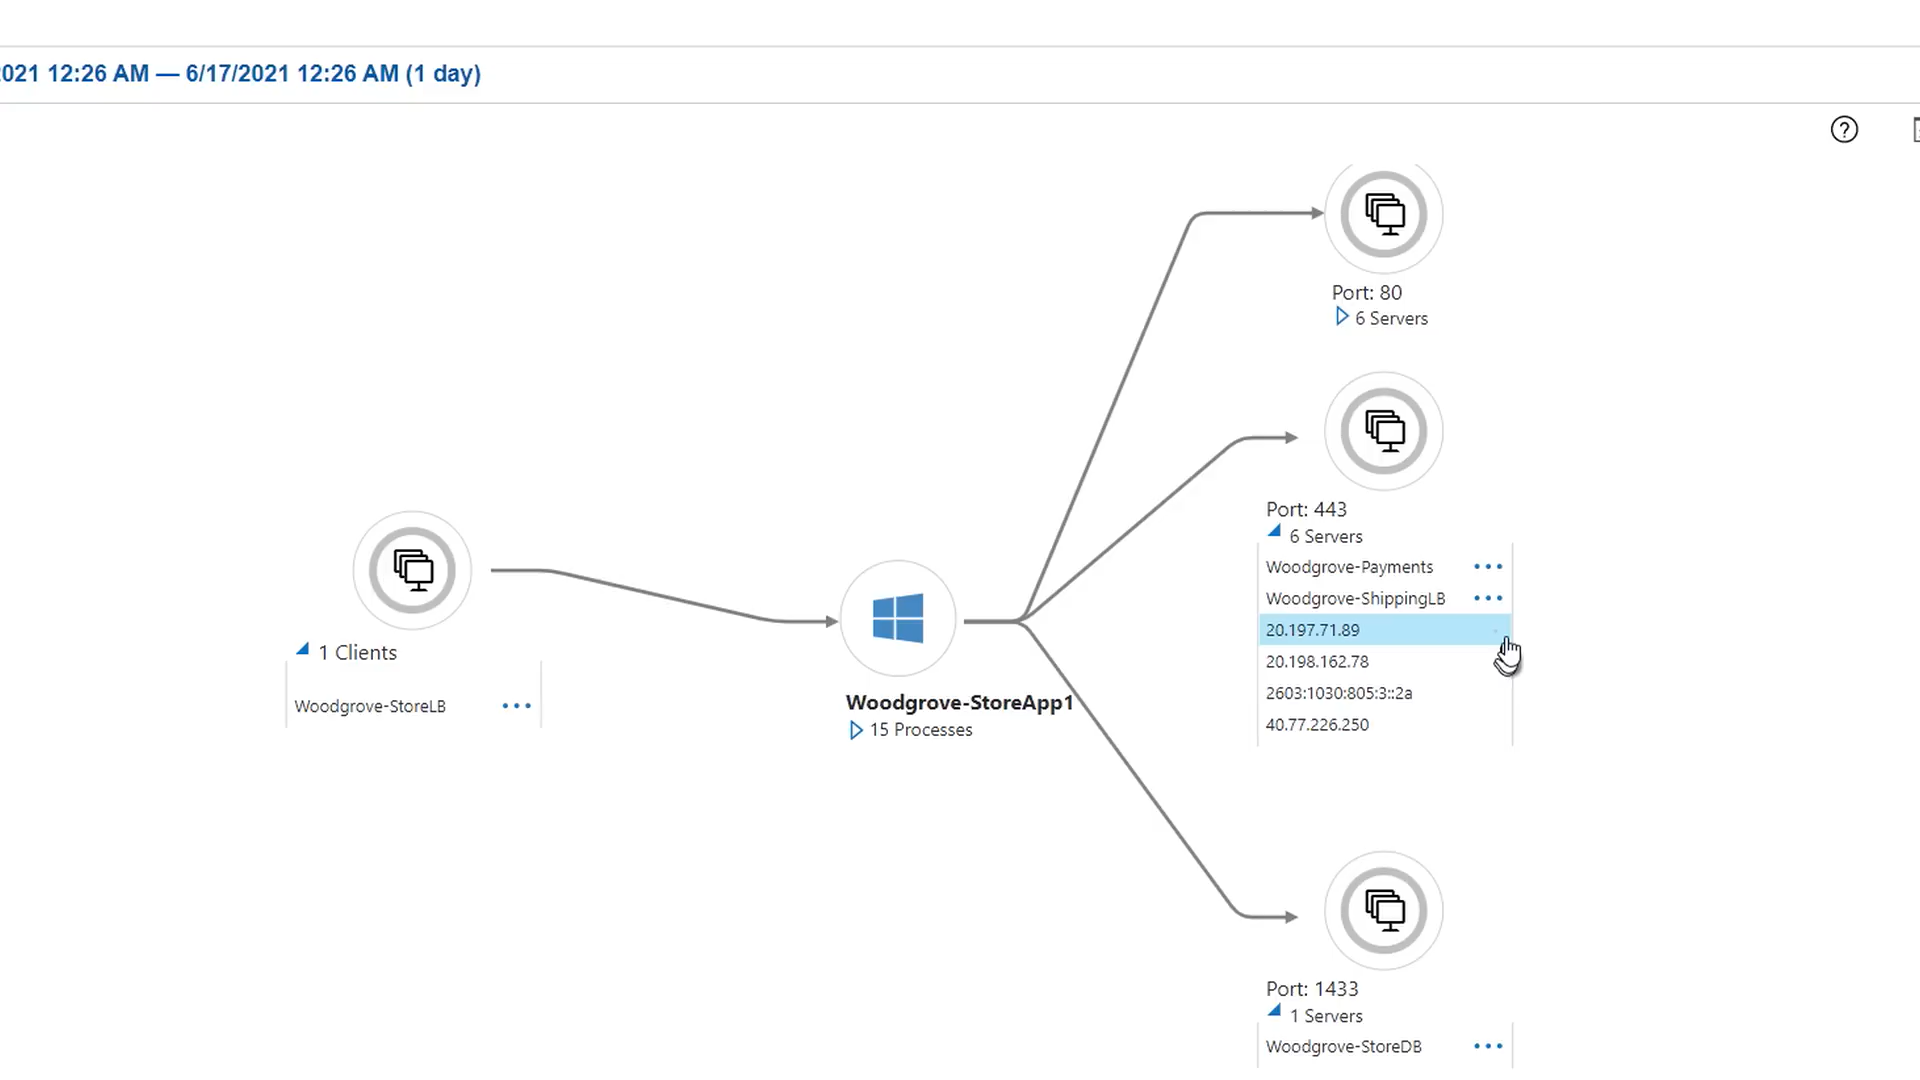 021 12:26 AM — 6/17/2021 12:26 AM (1 day)
?
Port: 80
6 Servers
Port: 443
6 Servers
Woodgrove-Payments
Woodgrove-ShippingLB
20.197.71.89
20.198.162.78
2603:1030:805:3::2a
40.77.226.250
1 Clients
Woodgrove-StoreLB
Woodgrove-StoreApp1
15 Processes
Port: 1433
1 Servers
Woodgrove-StoreDB